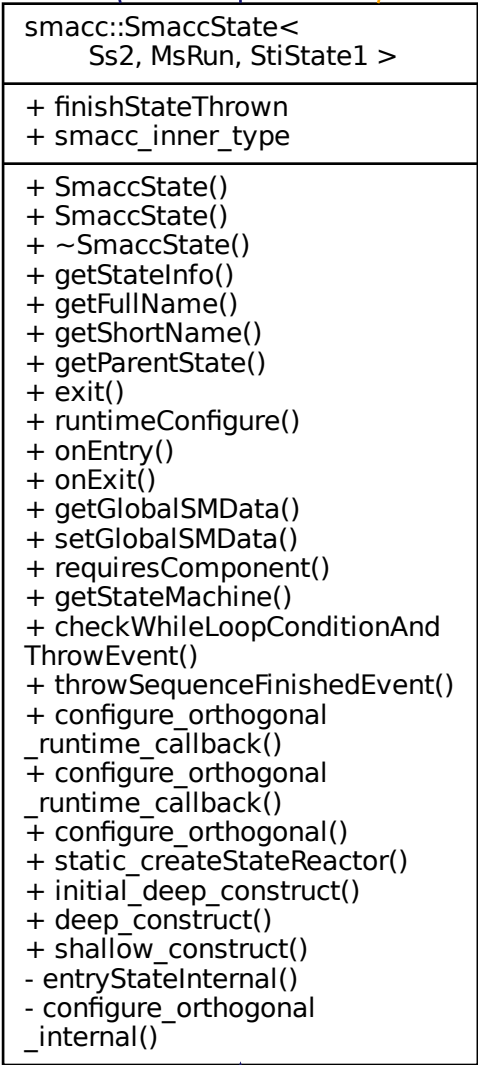 smacc::SmaccState<
Ss2, MsRun, StiState1 >
+ finishStateThrown
+ smacc_inner_type
+ SmaccState()
+ SmaccState()
+ ~SmaccState()
+ getStateInfo()
+ getFullName()
+ getShortName()
+ getParentState()
+ exit()
+ runtimeConfigure()
+ onEntry()
+ onExit()
+ getGlobalSMData()
+ setGlobalSMData()
+ requiresComponent()
+ getStateMachine()
+ checkWhileLoopConditionAnd
ThrowEvent()
+ throwSequenceFinishedEvent()
+ configure_orthogonal
_runtime_callback()
+ configure_orthogonal
_runtime_callback()
+ configure_orthogonal()
+ static_createStateReactor()
+ initial_deep_construct()
+ deep_construct()
+ shallow_construct()
- entryStateInternal()
- configure_orthogonal
_internal()